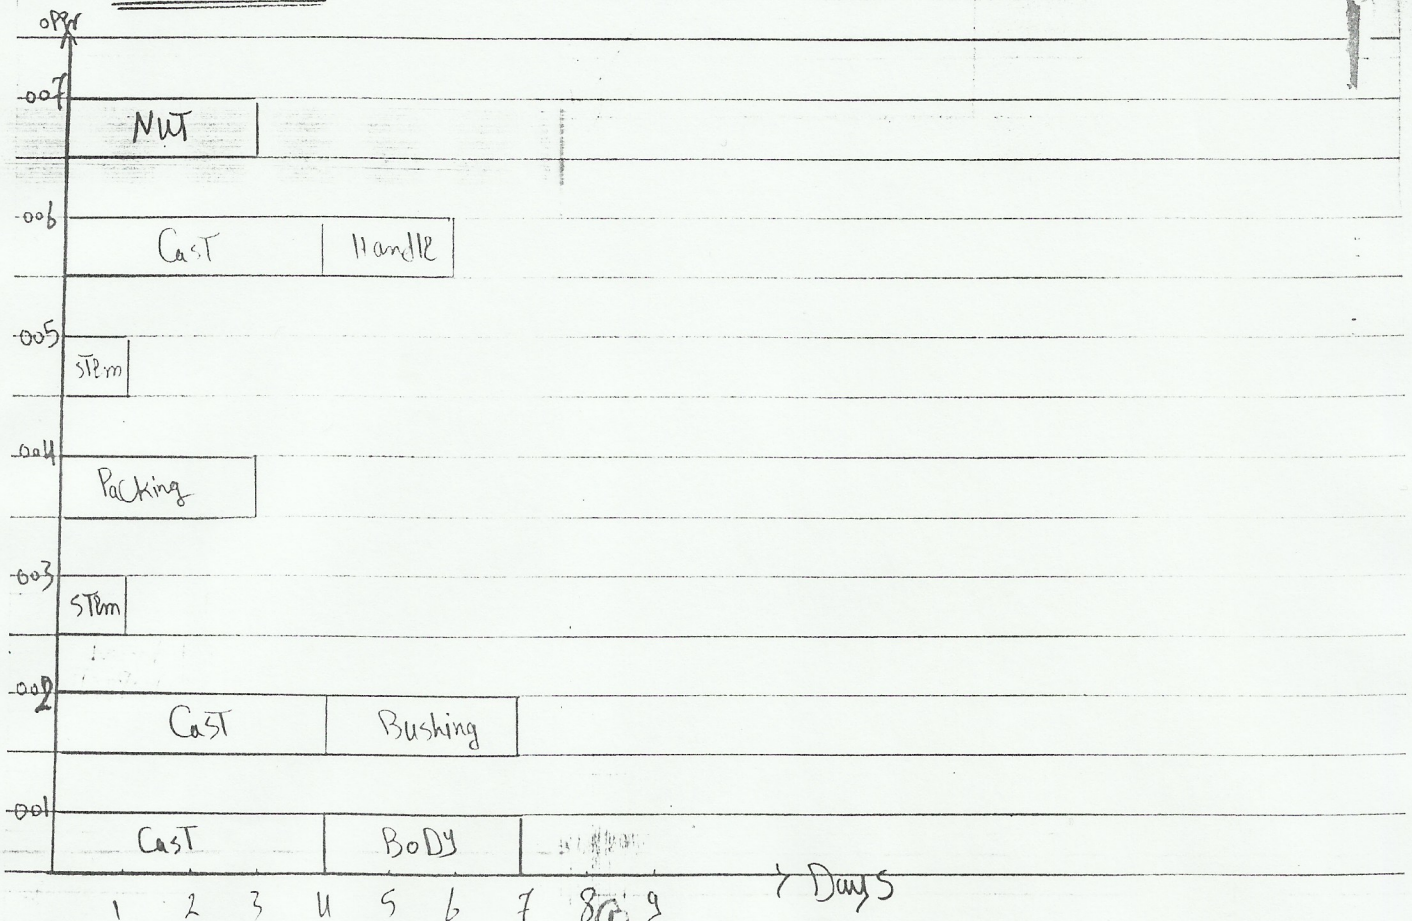 oper
007
NUT
006
Cast Handle
005
STem
004
Packing
003
STem
002
Cast Bushing
001
Cast BODY
1 2 3 4 5 6 7 8 9 Days